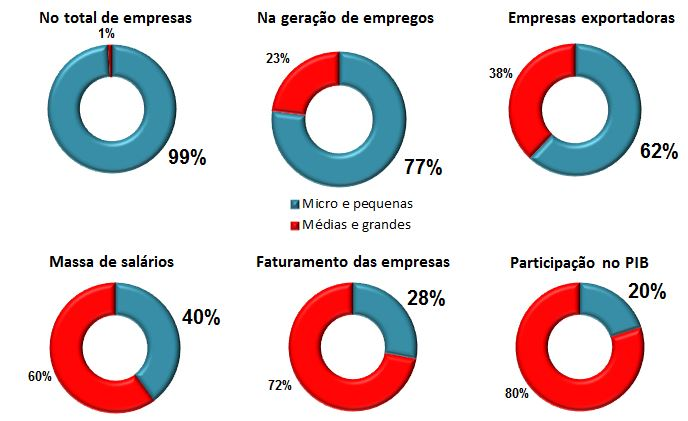 No total de empresas
1%
99%
Na geração de empregos
23%
77%
Empresas exportadoras
38%
62%
Micro e pequenas
Médias e grandes
Massa de salários
40%
60%
Faturamento das empresas
28%
72%
Participação no PIB
20%
80%